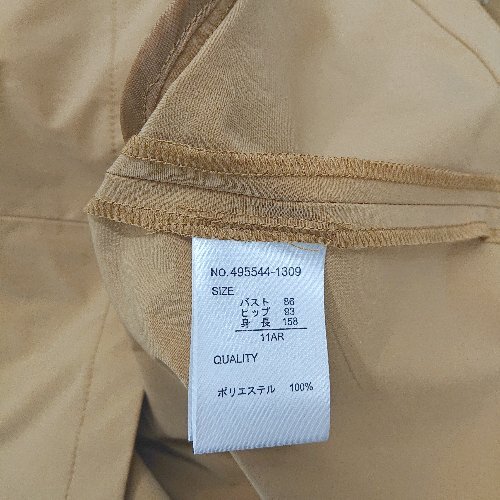 NO.495544-1309
SIZE
バスト 86
ヒップ 93
身長 158
11AR
QUALITY
ポリエステル 100%